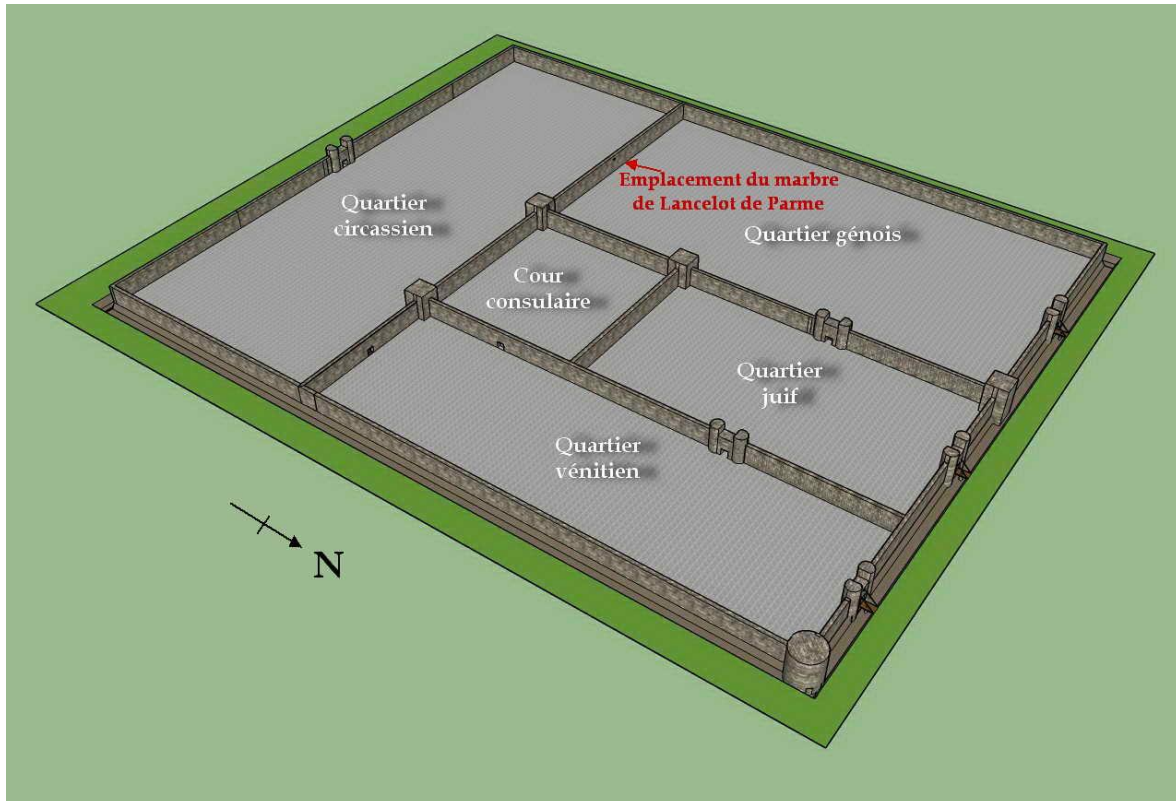 Emplacement du marbre
de Lancelot de Parme
Quartier
circassien
Quartier génois
Cour
consulaire
Quartier
juif
Quartier
vénitien
N